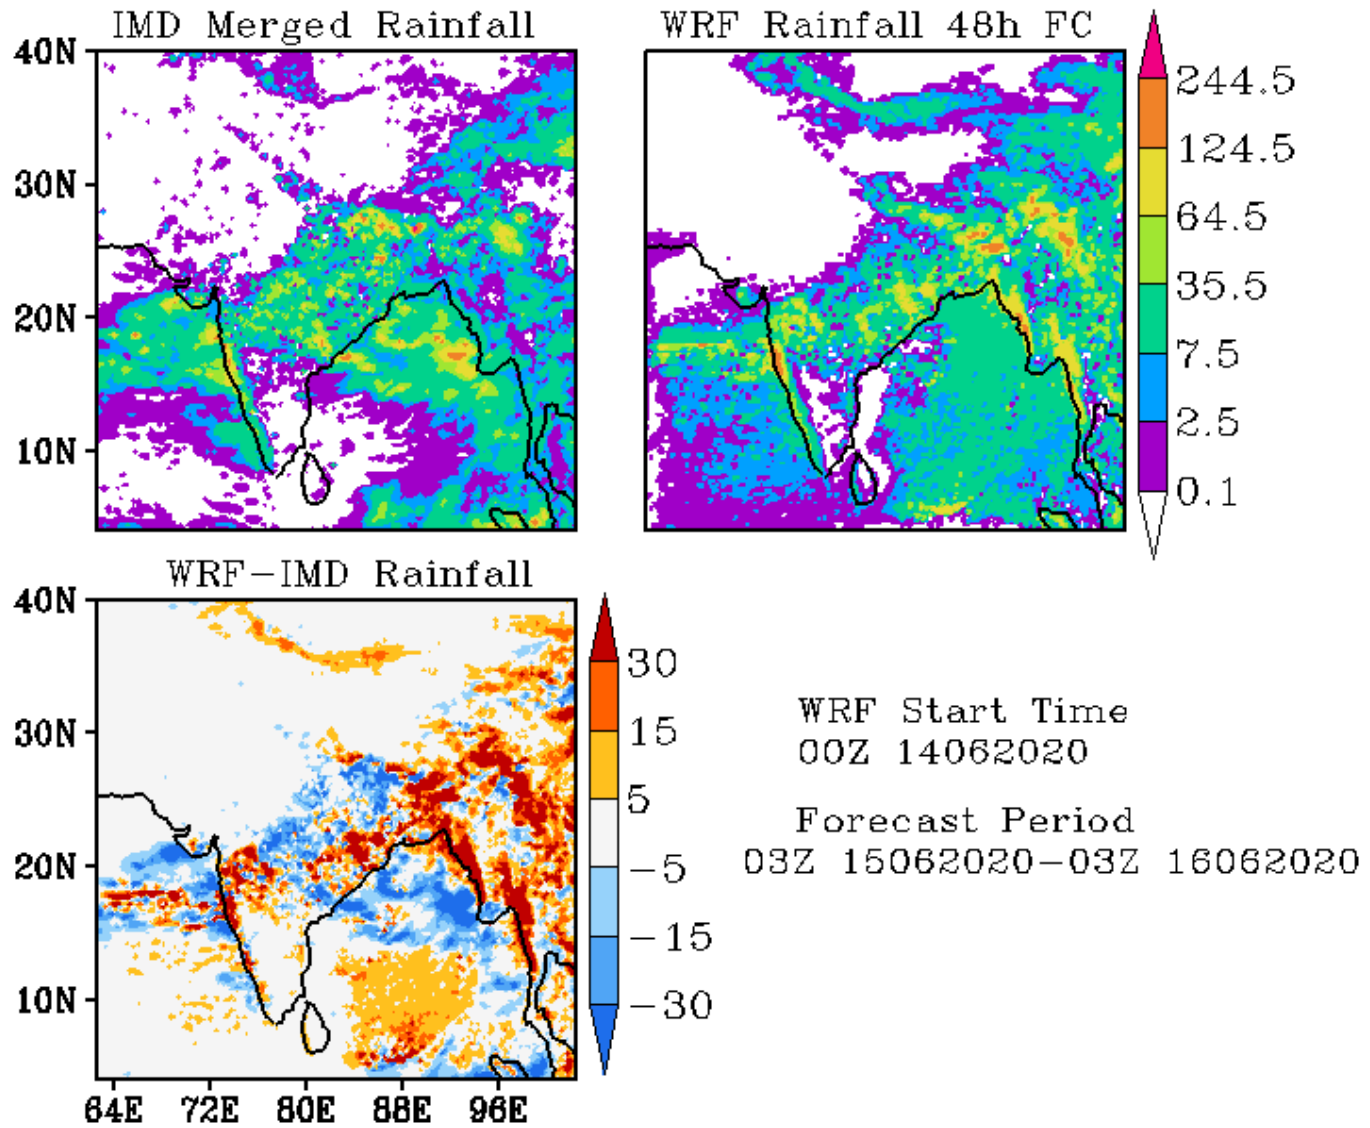 IMD Merged Rainfall
WRF Rainfall 48h FC
40N
30N
20N
10N
244.5
124.5
64.5
35.5
7.5
2.5
0.1
WRF-IMD Rainfall
40N
30N
20N
10N
64E 72E 80E 88E 96E
30
15
5
-5
-15
-30
WRF Start Time
00Z 14062020
Forecast Period
03Z 15062020-03Z 16062020